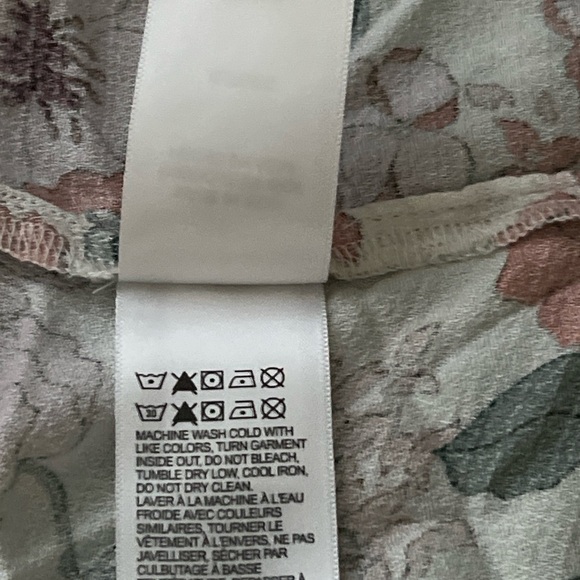 30
MACHINE WASH COLD WITH
LIKE COLORS, TURN GARMENT
INSIDE OUT, DO NOT BLEACH,
TUMBLE DRY LOW, COOL IRON,
DO NOT DRY CLEAN.
LAVER À LA MACHINE À L'EAU
FROIDE AVEC COULEURS
SIMILAIRES, TOURNER LE
VÊTEMENT À L'ENVERS, NE PAS
JAVELLISER, SÉCHER PAR
CULBUTAGE À BASSE